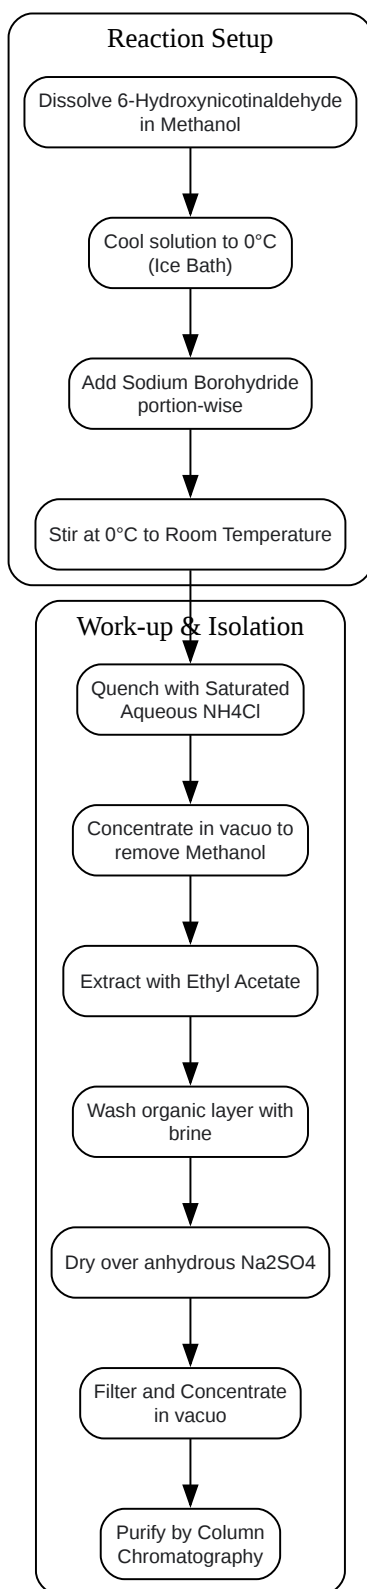 Reaction Setup
Dissolve 6-Hydroxynicotinaldehyde
in Methanol
Cool solution to 0°C
(Ice Bath)
Add Sodium Borohydride
portion-wise
Stir at 0°C to Room Temperature
Work-up & Isolation
Quench with Saturated
Aqueous NH4Cl
Concentrate in vacuo to
remove Methanol
Extract with Ethyl Acetate
Wash organic layer with
brine
Dry over anhydrous Na2SO4
Filter and Concentrate
in vacuo
Purify by Column
Chromatography